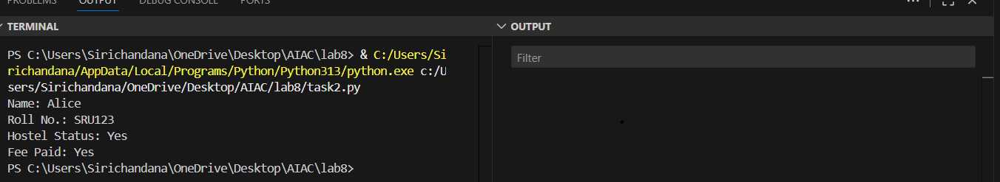 PROBLEMS OUTPUT DEBUG CONSOLE PORTS
TERMINAL
PS C:\Users\Sirichandana\OneDrive\Desktop\AIAC\lab8> & C:/Users/Si
richandana/AppData/Local/Programs/Python/Python313/python.exe c:/U
sers/Sirichandana/OneDrive/Desktop/AIAC/lab8/task2.py
Name: Alice
Roll No.: SRU123
Hostel Status: Yes
Fee Paid: Yes
PS C:\Users\Sirichandana\OneDrive\Desktop\AIAC\lab8>
OUTPUT
Filter